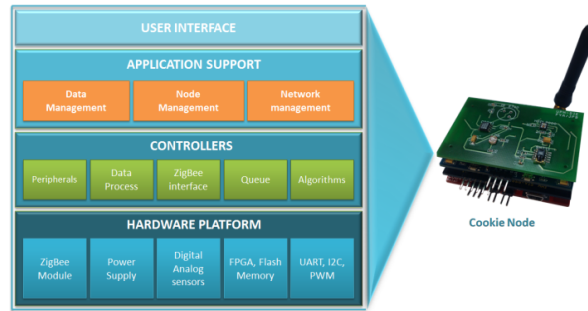 USER INTERFACE
APPLICATION SUPPORT
Data
Management
Node
Management
Network
management
CONTROLLERS
Peripherals
Data
Process
ZigBee
interface
Queue
Algorithms
HARDWARE PLATFORM
ZigBee
Module
Power
Supply
Digital
Analog
sensors
FPGA, Flash
Memory
UART, I2C,
PWM
Cookie Node